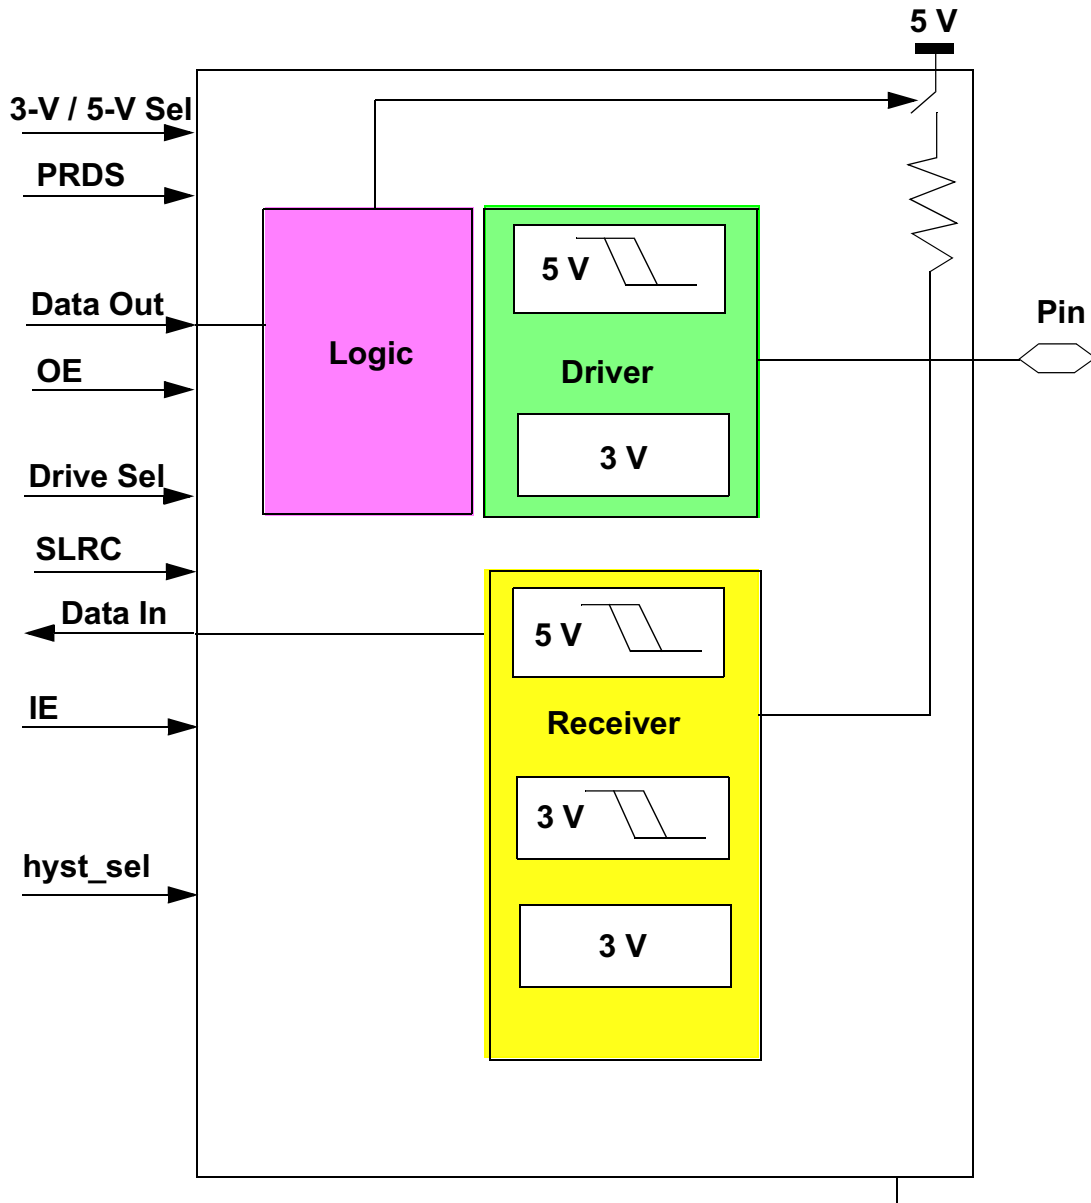 5 V
3-V / 5-V Sel
PRDS
5 V
Data Out
Pin
Logic
Driver
OE
3 V
Drive Sel
SLRC
Data In
5 V
IE
Receiver
3 V
hyst_sel
3 V